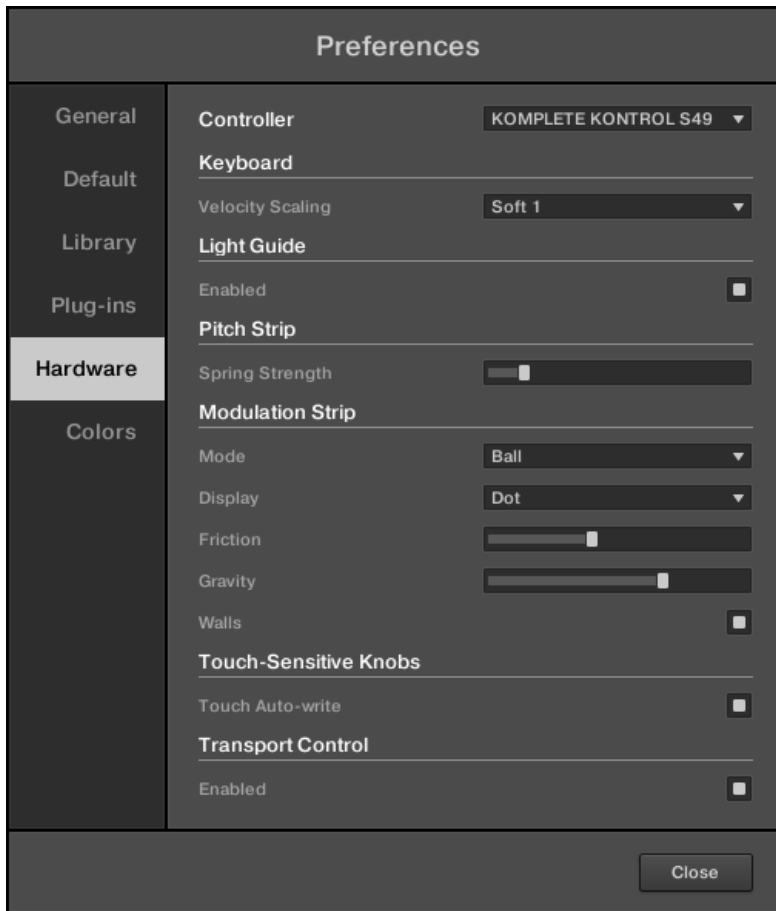 Preferences
General
Default
Library
Plug-ins
Hardware
Colors
Controller KOMPLETE KONTROL S49
Keyboard
Velocity Scaling Soft 1
Light Guide
Enabled
Pitch Strip
Spring Strength
Modulation Strip
Mode Ball
Display Dot
Friction
Gravity
Walls
Touch-Sensitive Knobs
Touch Auto-write
Transport Control
Enabled
Close